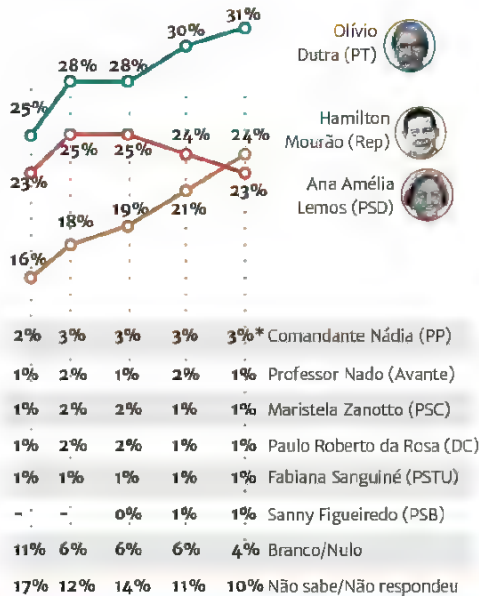 31%
30%
Olívio
Dutra (PT)
28% 28%
25%
Hamilton
Mourão (Rep)
24% 24%
25% 25%
23%
23%
Ana Amélia
Lemos (PSD)
21%
19%
18%
16%
2% 3% 3% 3% 3%* Comandante Nádia (PP)
1% 2% 1% 2% 1% Professor Nado (Avante)
1% 2% 2% 1% 1% Maristela Zanotto (PSC)
1% 2% 2% 1% 1% Paulo Roberto da Rosa (DC)
1% 1% 1% 1% 1% Fabiana Sanguiné (PSTU)
- - 0% 1% 1% Sanny Figueiredo (PSB)
11% 6% 6% 6% 4% Branco/Nulo
17% 12% 14% 11% 10% Não sabe/Não respondeu